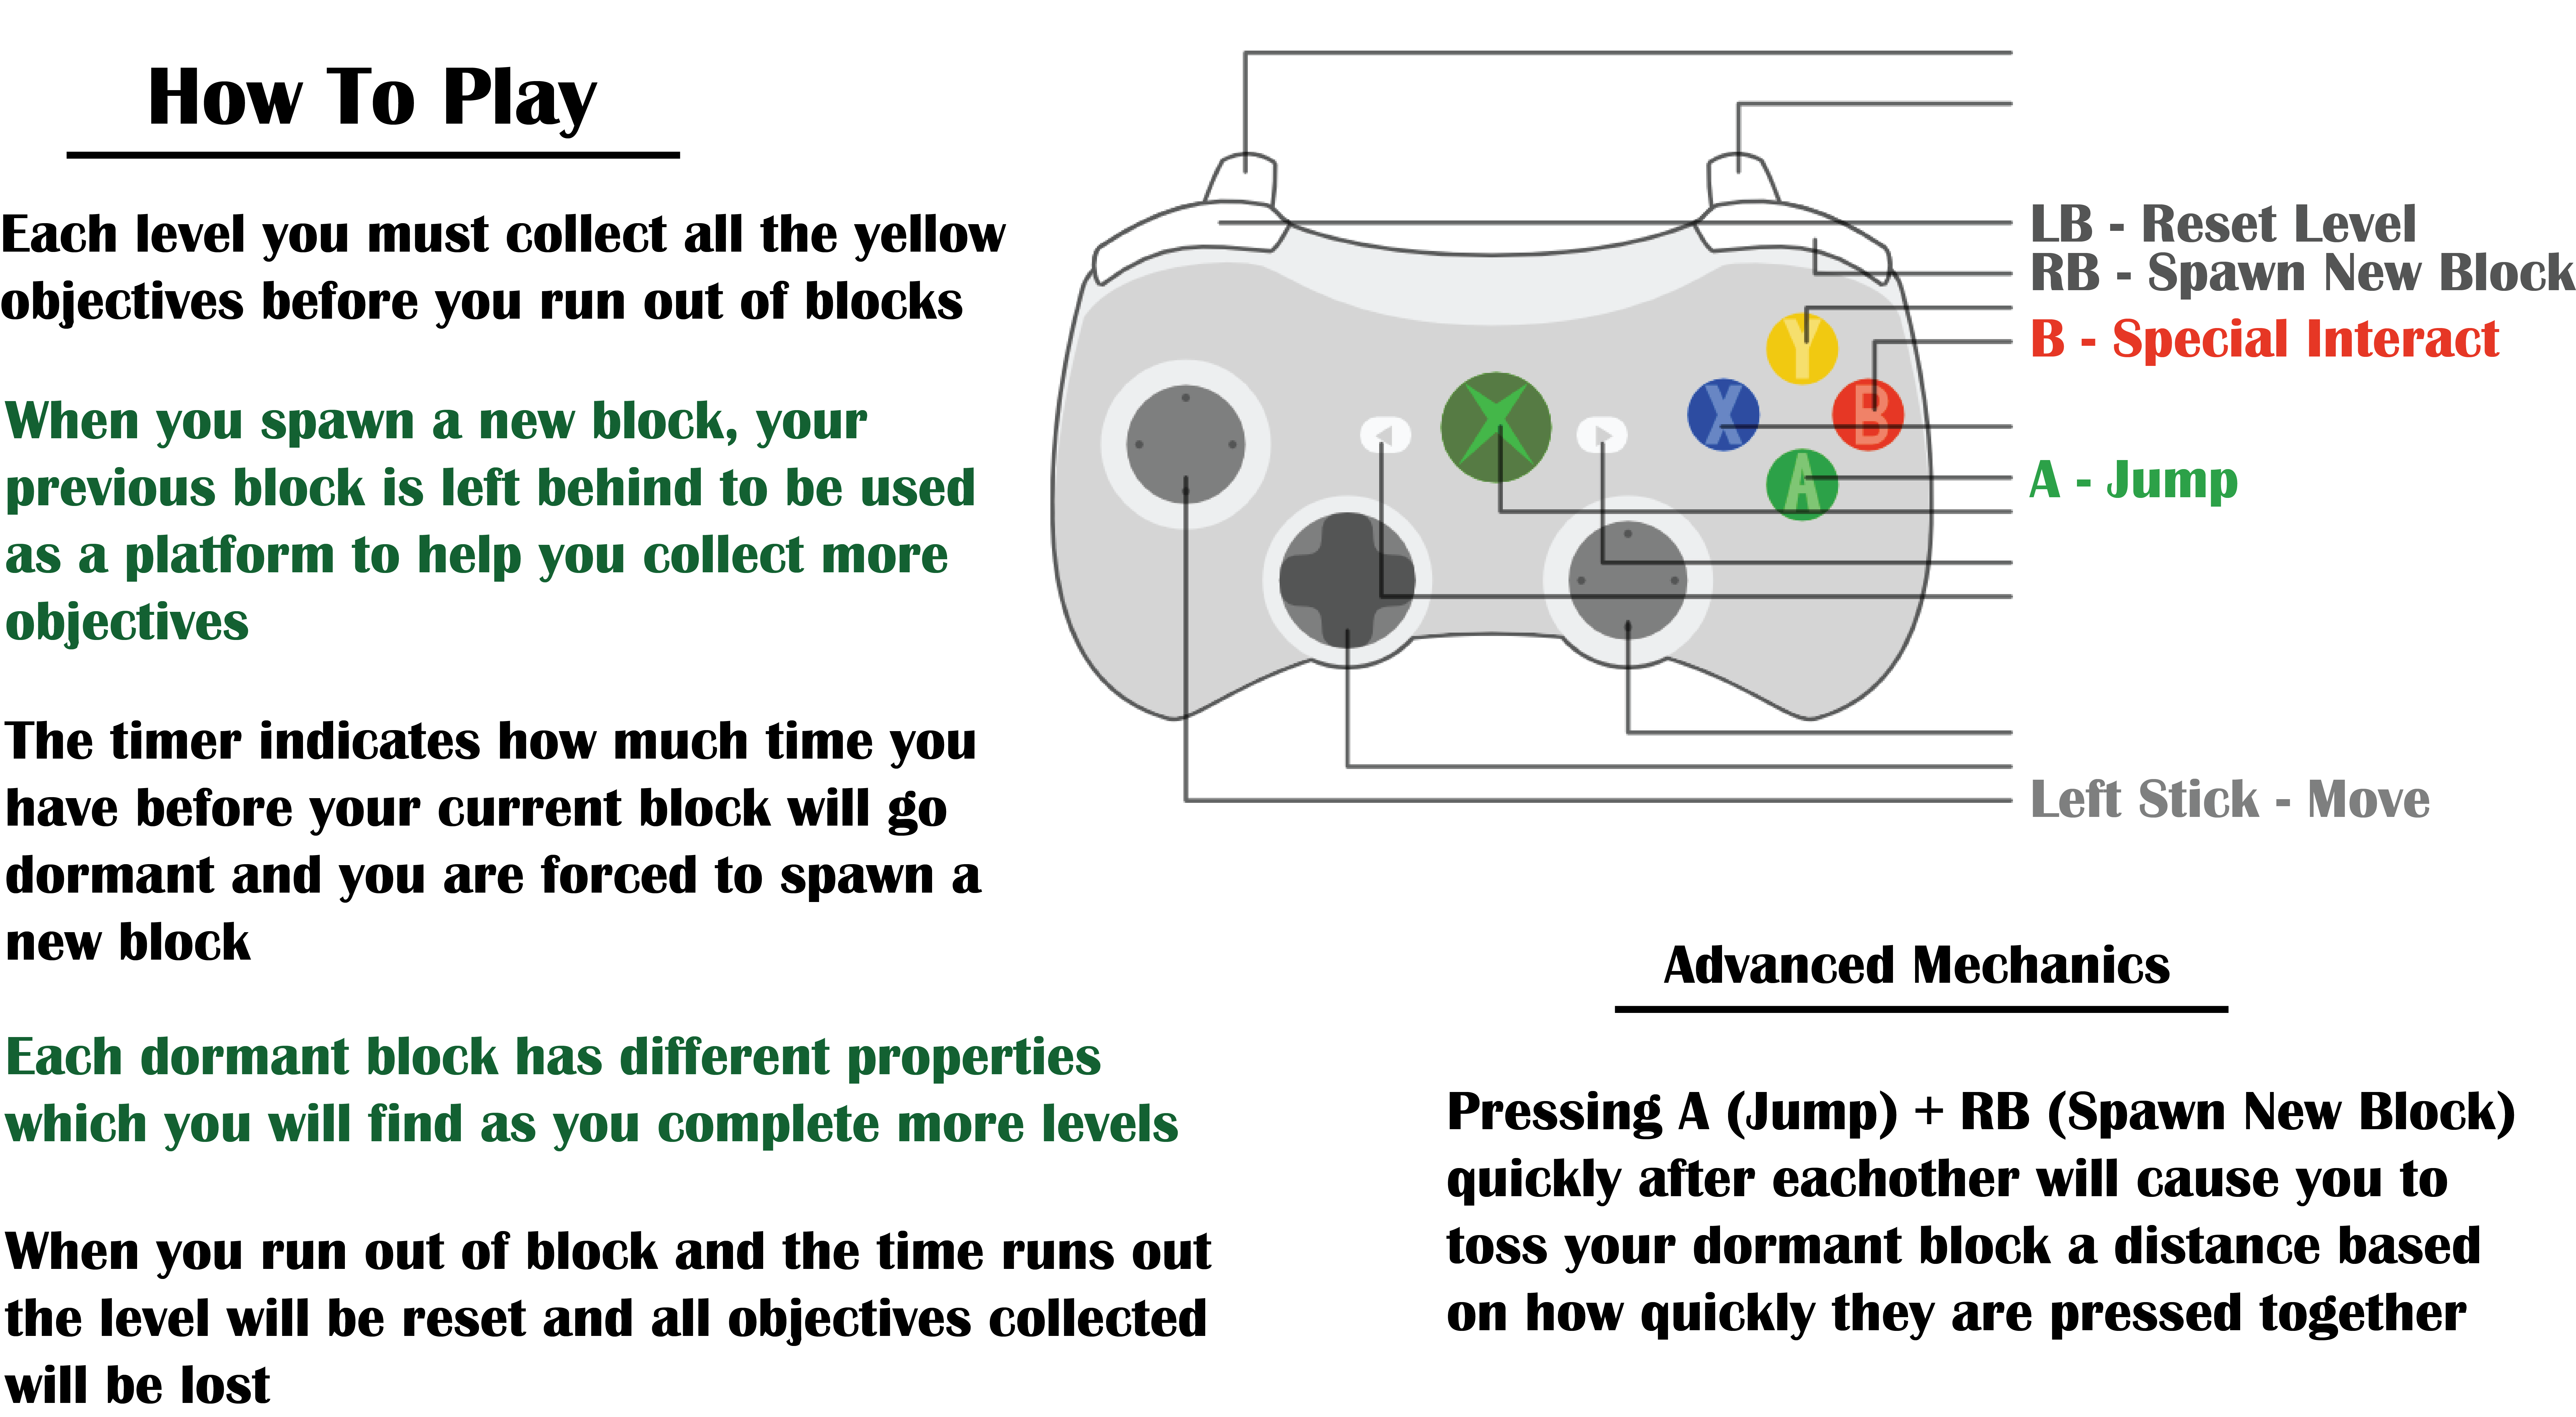 How To Play
Each level you must collect all the yellow
objectives before you run out of blocks
When you spawn a new block, your
previous block is left behind to be used
as a platform to help you collect more
objectives
The timer indicates how much time you
have before your current block will go
dormant and you are forced to spawn a
new block
Each dormant block has different properties
which you will find as you complete more levels
When you run out of block and the time runs out
the level will be reset and all objectives collected
will be lost
LB - Reset Level
RB - Spawn New Block
B - Special Interact
A - Jump
Left Stick - Move
Y
X
B
A
Advanced Mechanics
Pressing A (Jump) + RB (Spawn New Block)
quickly after eachother will cause you to
toss your dormant block a distance based
on how quickly they are pressed together